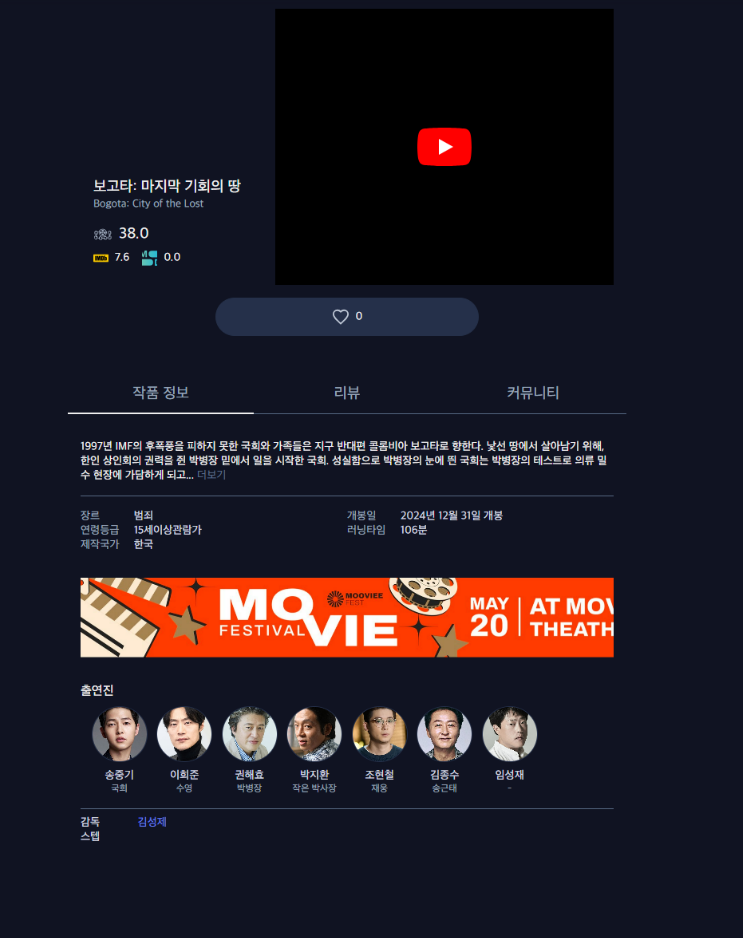 보고타: 마지막 기회의 땅
Bogota: City of the Lost
38.0
IMDb 7.6 0.0
0
작품 정보 리뷰 커뮤니티
1997년 IMF의 후폭풍을 피하지 못한 국희와 가족들은 지구 반대편 콜롬비아 보고타로 향한다. 낯선 땅에서 살아남기 위해,
한인 상인회의 권력을 쥔 박병장 밑에서 일을 시작한 국희. 성실함으로 박병장의 눈에 띈 국희는 박병장의 테스트로 의류 밀
수 현장에 가담하게 되고... 더보기
장르 범죄 개봉일 2024년 12월 31일 개봉
연령등급 15세이상관람가 러닝타임 106분
제작국가 한국
MOVIE
FESTIVAL
MOOVIEE
FEST
MAY
20
AT MOV
THEATH
출연진
송중기 이희준 권해효 박지환 조현철 김종수 임성재
국희 수영 박병장 작은 박사장 재웅 송근태 -
감독 김성제
스텝